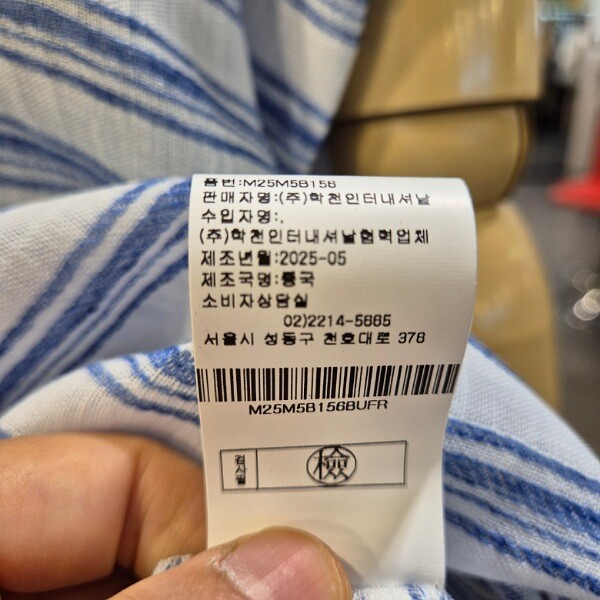 품번:M25M5B156
판매자명:(주)학천인터내셔날
수입자명:.
(주)학천인터내셔날협력업체
제조년월:2025-05
제조국명:중국
소비자상담실
02)2214-5665
서울시 성동구 천호대로 376
M25M5B156BUFR
검사필
檢